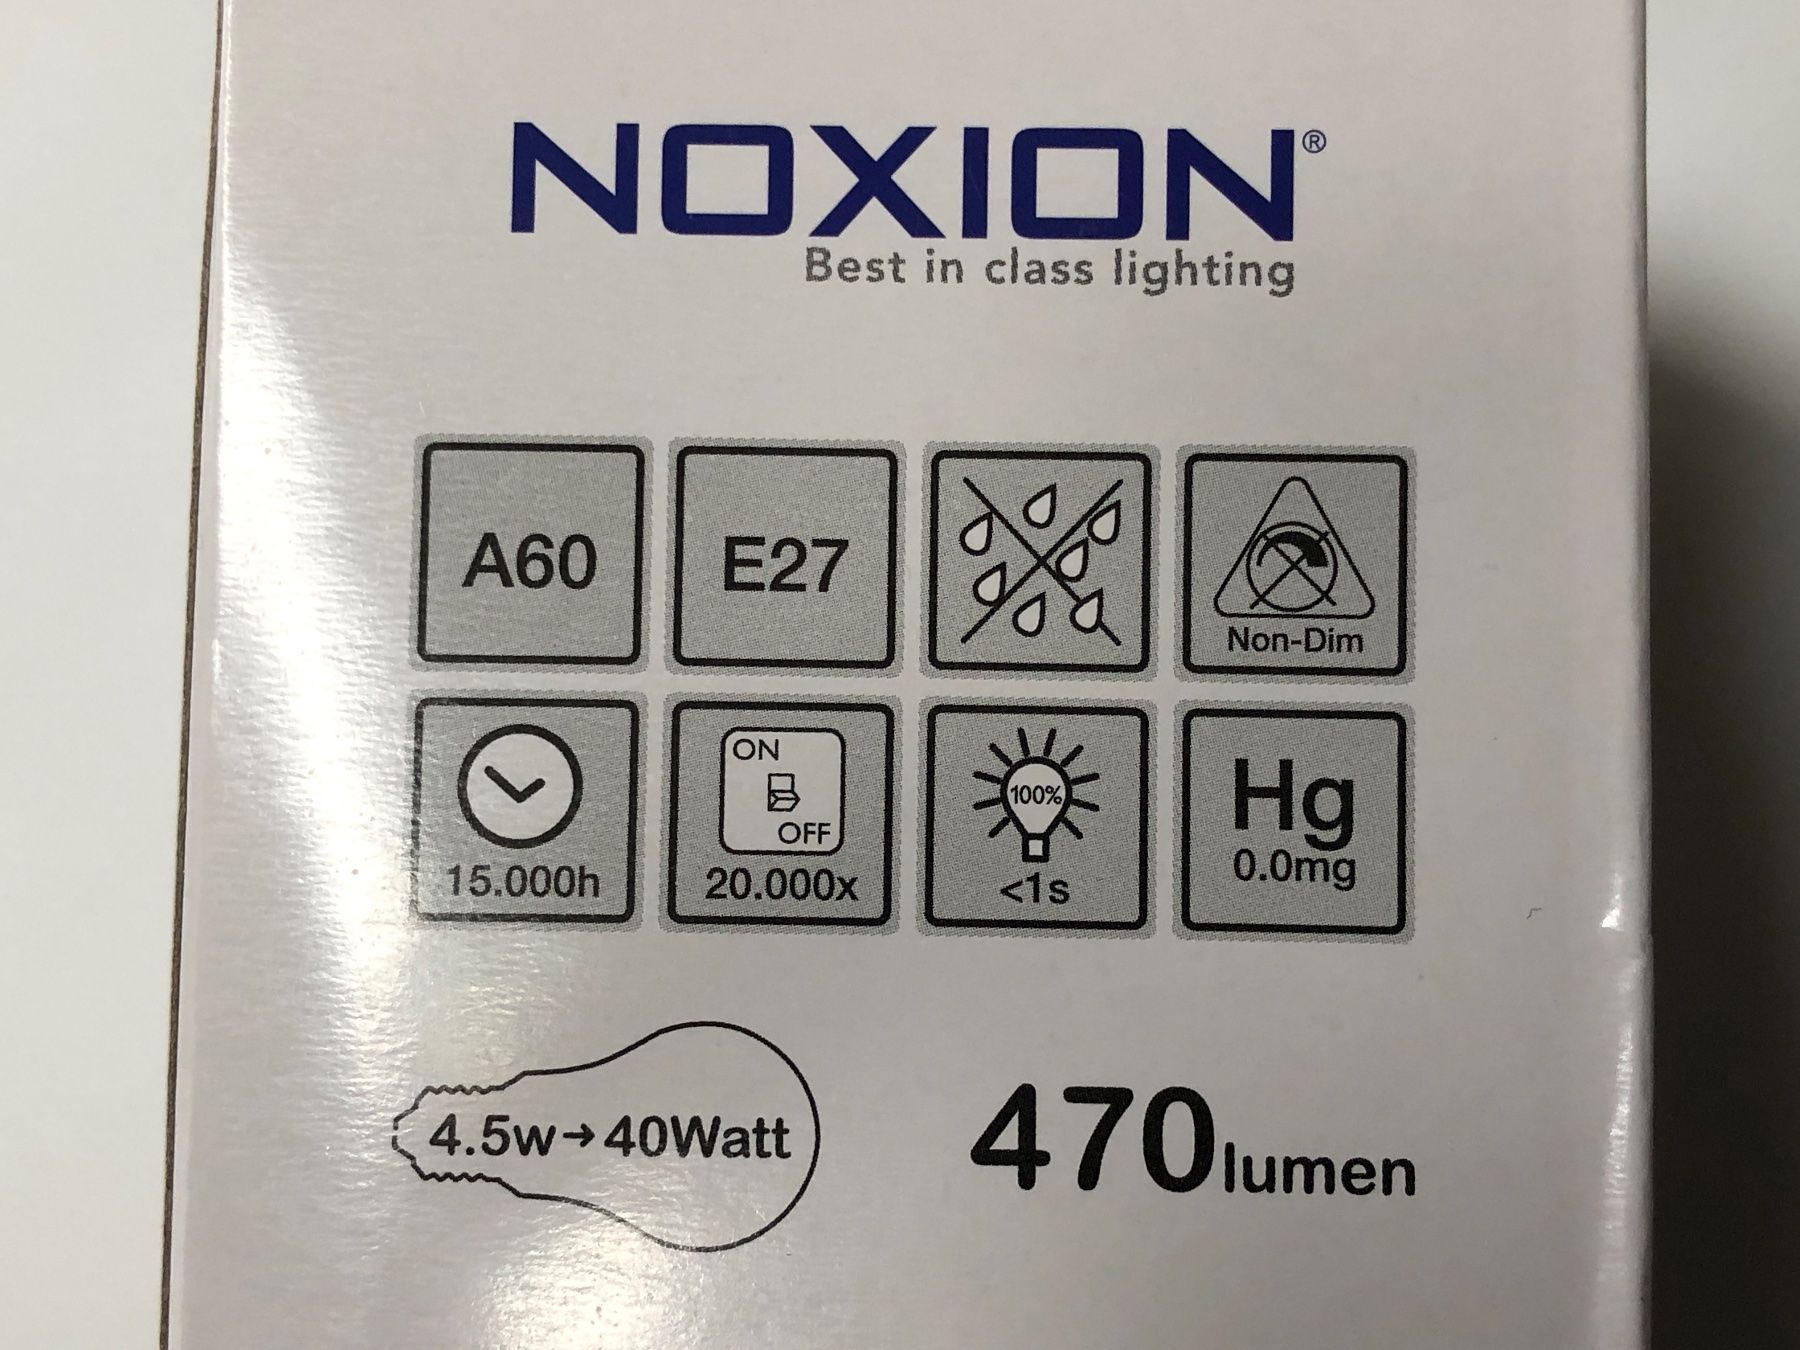 NOXION®
Best in class lighting
A60
E27
Non-Dim
15.000h
ON
OFF
20.000x
100%
<1s
Hg
0.0mg
4.5w→40Watt
470lumen